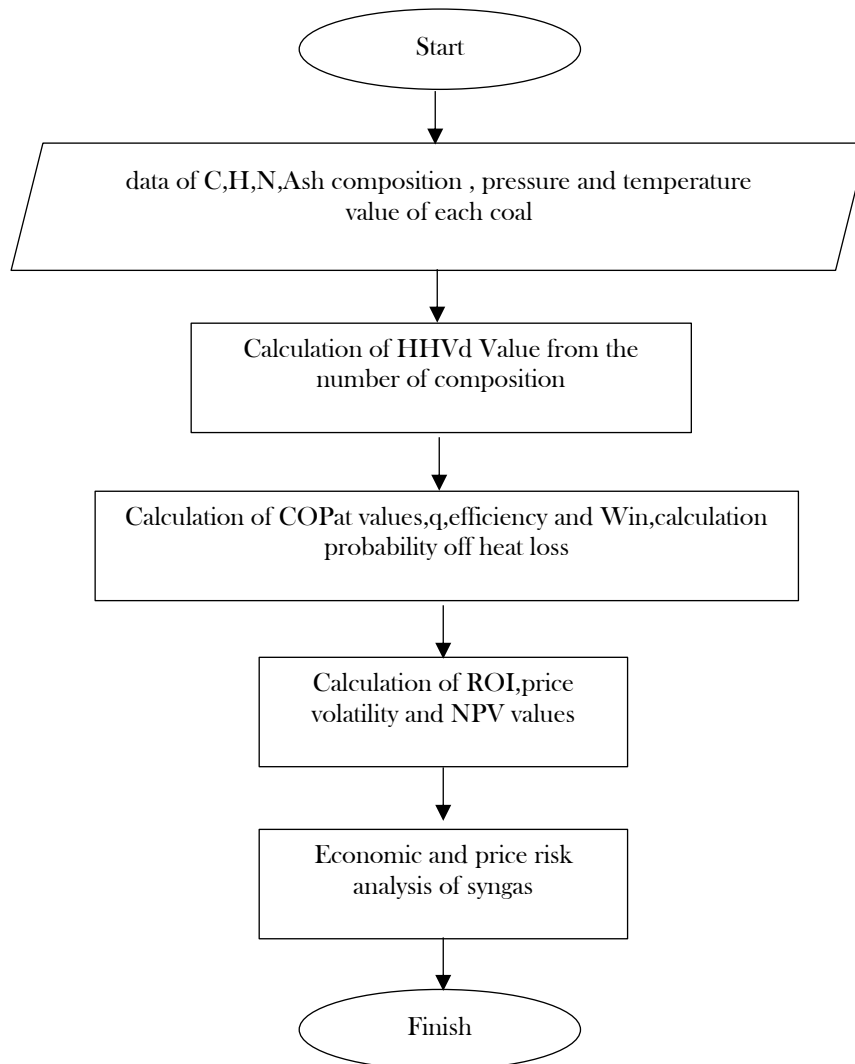 Start
data of C,H,N,Ash composition , pressure and temperature
value of each coal
Calculation of HHVd Value from the
number of composition
Calculation of COPat values,q,efficiency and Win,calculation
probability off heat loss
Calculation of ROI,price
volatility and NPV values
Economic and price risk
analysis of syngas
Finish